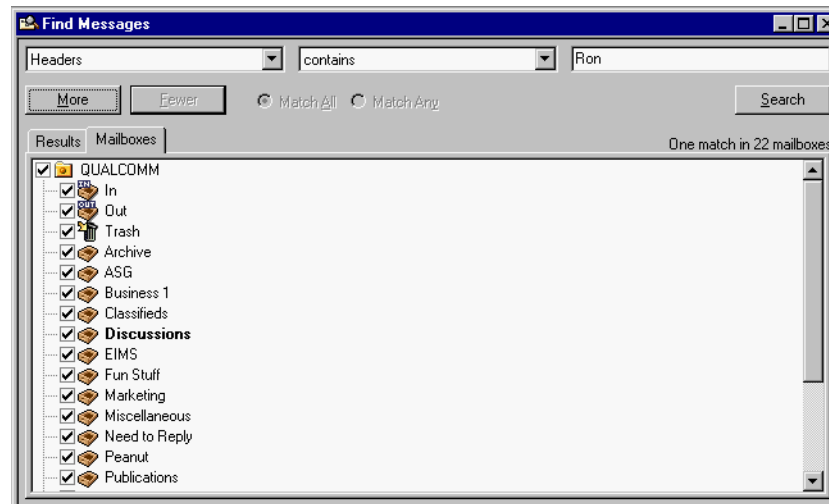 Find Messages
Headers contains Ron
More Fewer Match All Match Any Search
Results Mailboxes One match in 22 mailboxes
QUALCOMM
IN In
OUT Out
Trash
Archive
ASG
Business 1
Classifieds
Discussions
EIMS
Fun Stuff
Marketing
Miscellaneous
Need to Reply
Peanut
Publications